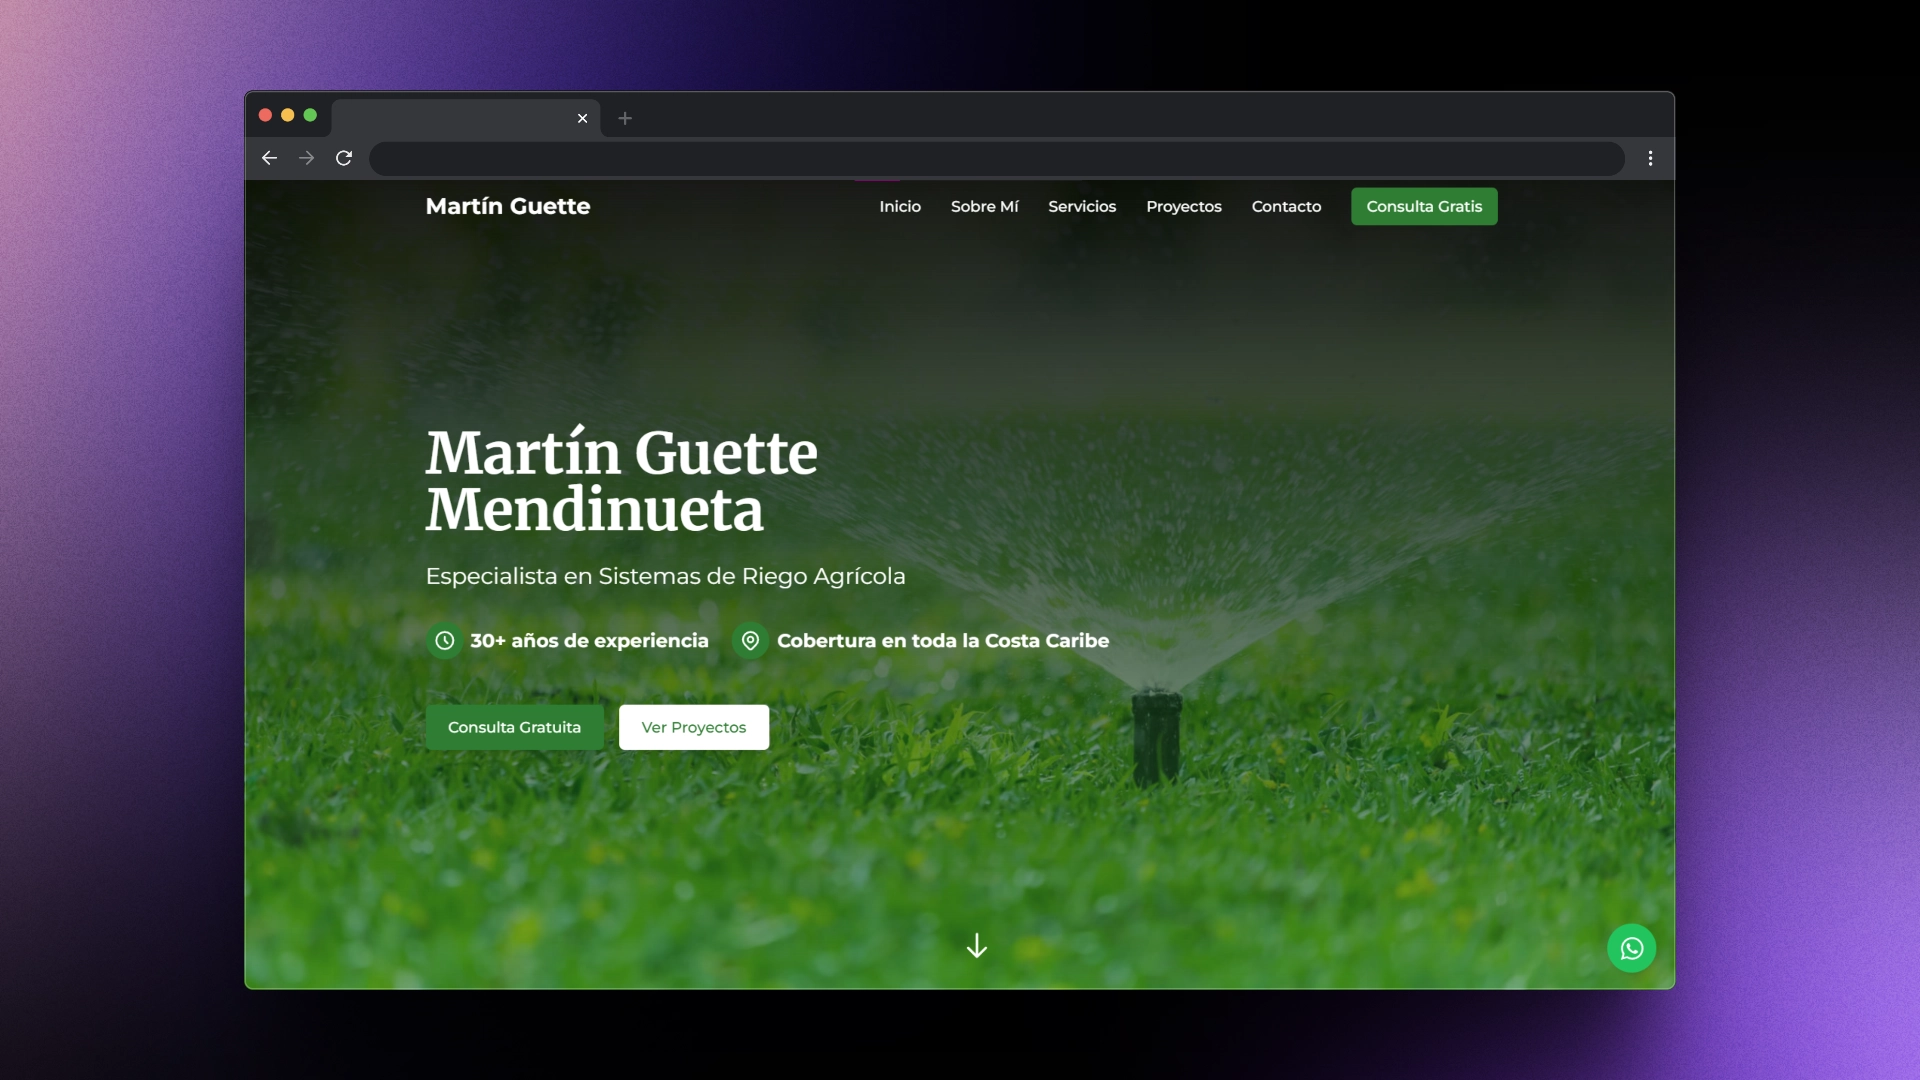 Martín Guette
Inicio
Sobre Mí
Servicios
Proyectos
Contacto
Consulta Gratis
Martín Guette
Mendinueta
Especialista en Sistemas de Riego Agrícola
30+ años de experiencia
Cobertura en toda la Costa Caribe
Consulta Gratuita
Ver Proyectos